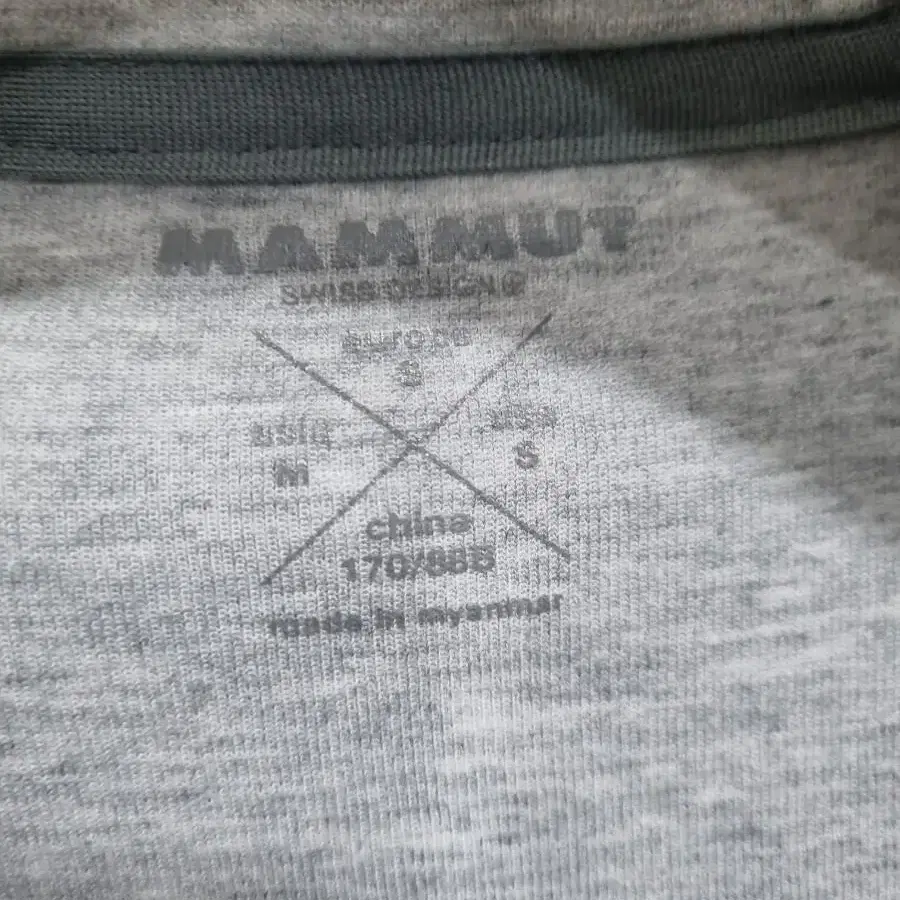 MAMMUT
SWISS DESIGN®
europe
S
asia usa
M S
china
170/88B
made in myanmar